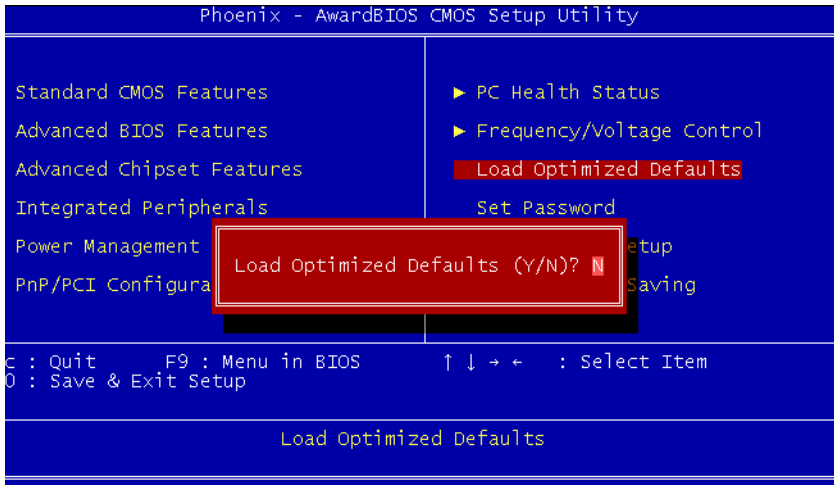 Phoenix - AwardBIOS CMOS Setup Utility
Standard CMOS Features
Advanced BIOS Features
Advanced Chipset Features
Integrated Peripherals
Power Management
PnP/PCI Configura
► PC Health Status
► Frequency/Voltage Control
Load Optimized Defaults
Set Password
etup
Saving
Load Optimized Defaults (Y/N)? N
c : Quit F9 : Menu in BIOS ↑ ↓ → ← : Select Item
0 : Save & Exit Setup
Load Optimized Defaults